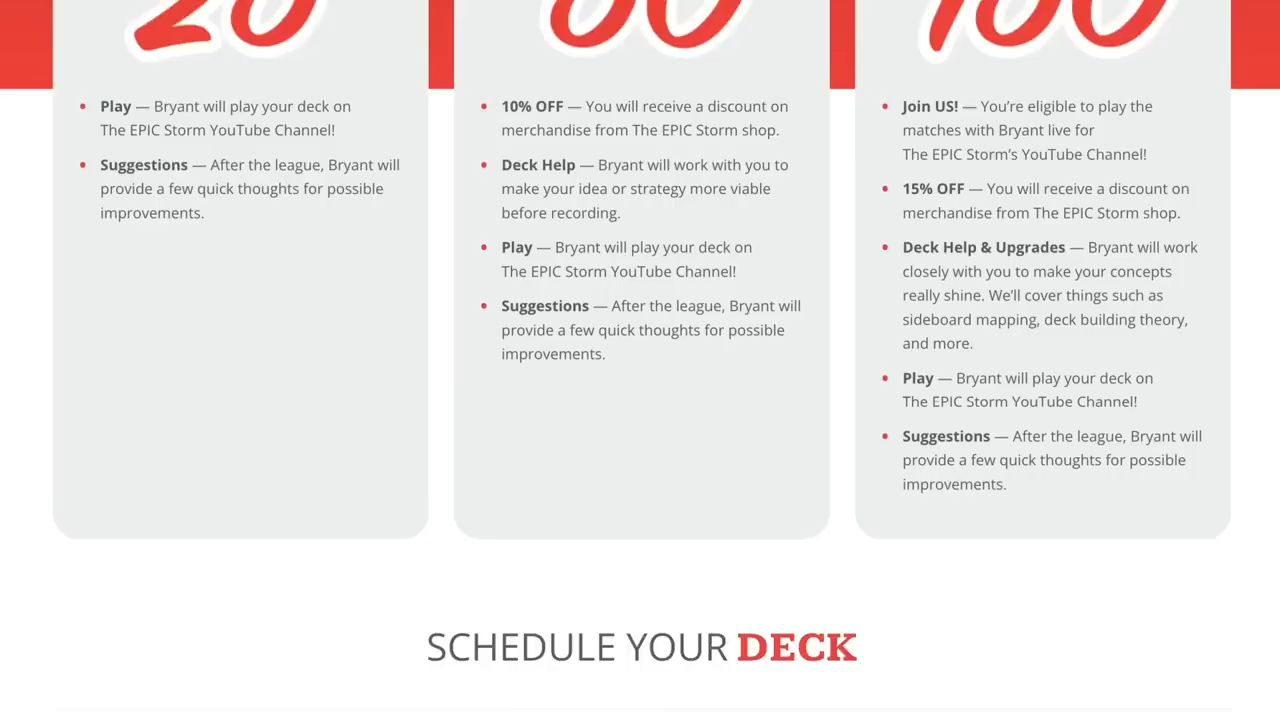 • Play — Bryant will play your deck on
The EPIC Storm YouTube Channel!
• Suggestions — After the league, Bryant will
provide a few quick thoughts for possible
improvements.
• 10% OFF — You will receive a discount on
merchandise from The EPIC Storm shop.
• Deck Help — Bryant will work with you to
make your idea or strategy more viable
before recording.
• Play — Bryant will play your deck on
The EPIC Storm YouTube Channel!
• Suggestions — After the league, Bryant will
provide a few quick thoughts for possible
improvements.
• Join US! — You’re eligible to play the
matches with Bryant live for
The EPIC Storm’s YouTube Channel!
• 15% OFF — You will receive a discount on
merchandise from The EPIC Storm shop.
• Deck Help & Upgrades — Bryant will work
closely with you to make your concepts
really shine. We’ll cover things such as
sideboard mapping, deck building theory,
and more.
• Play — Bryant will play your deck on
The EPIC Storm YouTube Channel!
• Suggestions — After the league, Bryant will
provide a few quick thoughts for possible
improvements.
SCHEDULE YOUR DECK